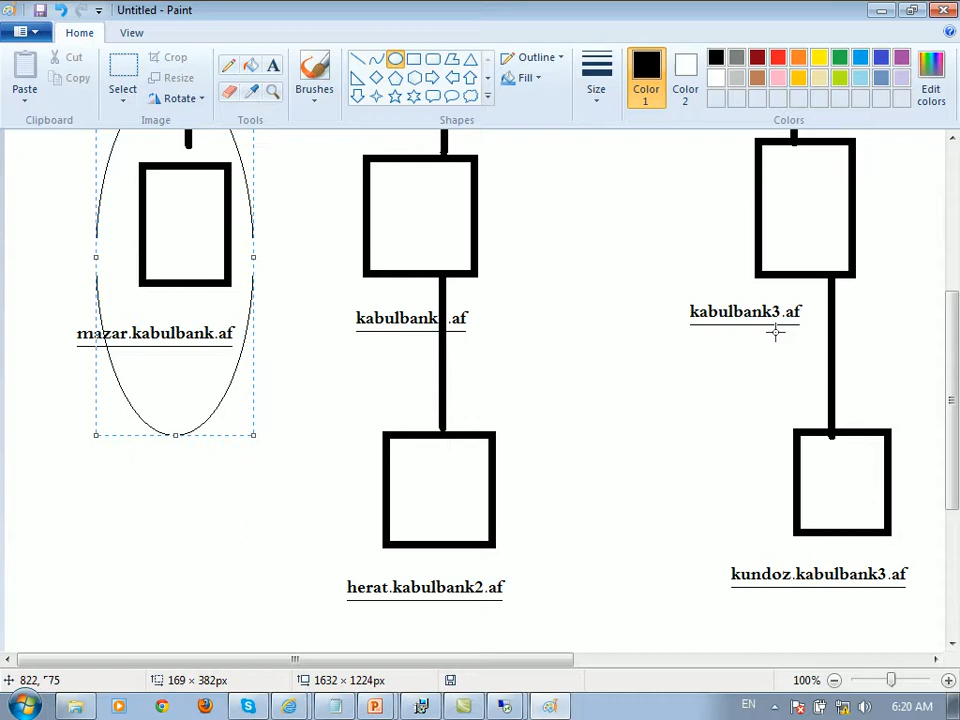 Untitled - Paint
Home
View
Paste
Cut
Copy
Clipboard
Select
Crop
Resize
Rotate
Image
Tools
A
Brushes
Outline
Fill
Shapes
Size
Color 1
Color 2
Edit colors
Colors
mazar.kabulbank.af
kabulbank
.af
kabulbank3.af
herat.kabulbank2.af
kundoz.kabulbank3.af
169 × 382px
1632 × 1224px
100%
EN
6:20 AM